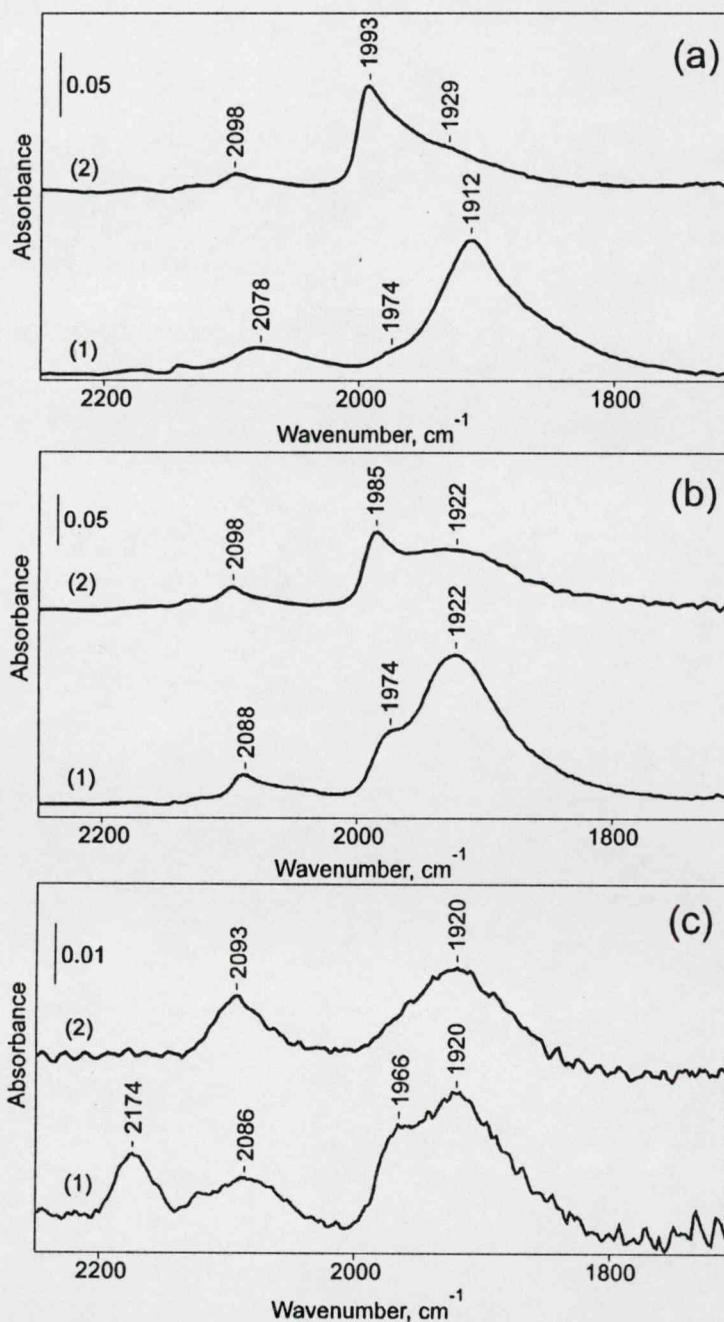 (a)
0.05
1993
1929
2098
(2)
1912
2078
1974
(1)
Absorbance
2200 2000 1800
Wavenumber, cm-1
(b)
0.05
1985
1922
2098
(2)
1922
1974
2088
(1)
Absorbance
2200 2000 1800
Wavenumber, cm-1
(c)
0.01
2093
1920
(2)
1920
1966
2174
2086
(1)
Absorbance
2200 2000 1800
Wavenumber, cm-1